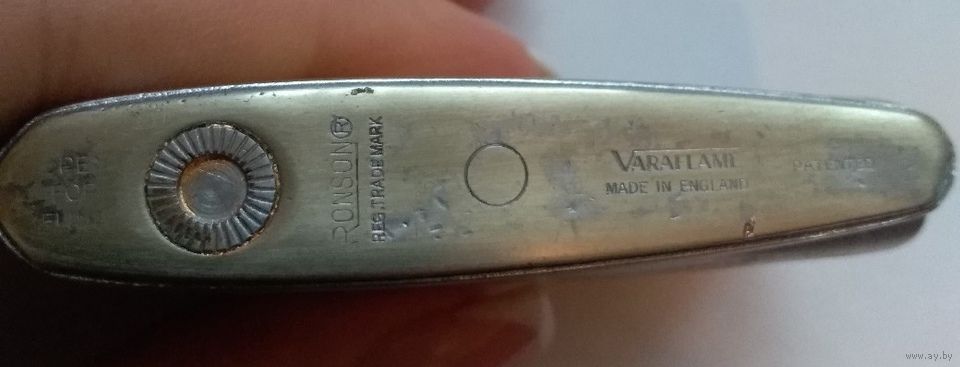 RONSON®
REG. TRADE MARK
VARAFLAME
MADE IN ENGLAND
PATENTED
www.ay.by